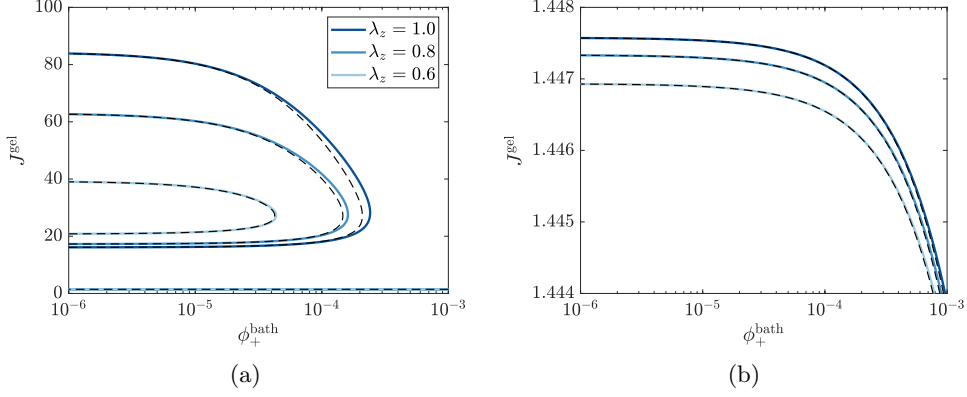 100
80
60
40
20
0
J^gel
10^-6
10^-5
10^-4
10^-3
ϕ_+^bath
λ_z = 1.0
λ_z = 0.8
λ_z = 0.6
(a)
1.448
1.447
1.446
1.445
1.444
J^gel
10^-6
10^-5
10^-4
10^-3
ϕ_+^bath
(b)